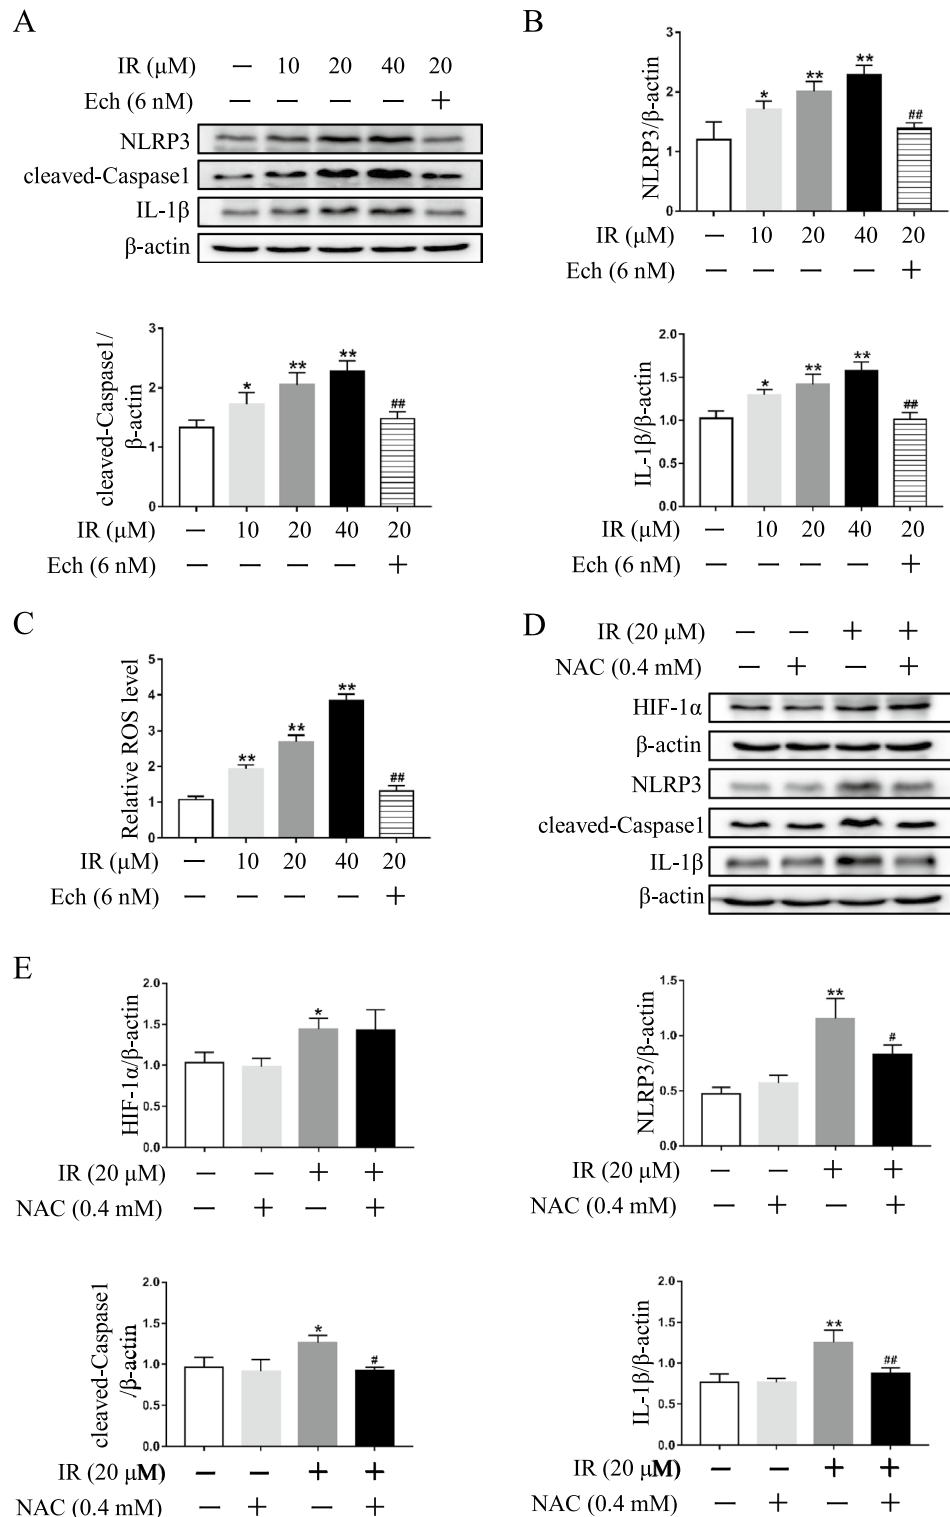 A
IR (μM) — 10 20 40 20
Ech (6 nM) — — — — +
NLRP3
cleaved-Caspase1
IL-1β
β-actin
B
NLRP3/β-actin
3
2
1
0
* ** ** ##
IR (μM) — 10 20 40 20
Ech (6 nM) — — — — +
cleaved-Caspase1/
β-actin
3
2
1
0
* ** ** ##
IR (μM) — 10 20 40 20
Ech (6 nM) — — — — +
IL-1β/β-actin
2.0
1.5
1.0
0.5
0.0
* ** ** ##
IR (μM) — 10 20 40 20
Ech (6 nM) — — — — +
C
Relative ROS level
5
4
3
2
1
0
** ** ** ##
IR (μM) — 10 20 40 20
Ech (6 nM) — — — — +
D
IR (20 μM) — — + +
NAC (0.4 mM) — + — +
HIF-1α
β-actin
NLRP3
cleaved-Caspase1
IL-1β
β-actin
E
HIF-1α/β-actin
2.0
1.5
1.0
0.5
0.0
*
IR (20 μM) — — + +
NAC (0.4 mM) — + — +
NLRP3/β-actin
2.0
1.5
1.0
0.5
0.0
** #
IR (20 μM) — — + +
NAC (0.4 mM) — + — +
cleaved-Caspase1
/β-actin
2.0
1.5
1.0
0.5
0.0
* #
IR (20 μM) — — + +
NAC (0.4 mM) — + — +
IL-1β/β-actin
2.0
1.5
1.0
0.5
0.0
** ##
IR (20 μM) — — + +
NAC (0.4 mM) — + — +